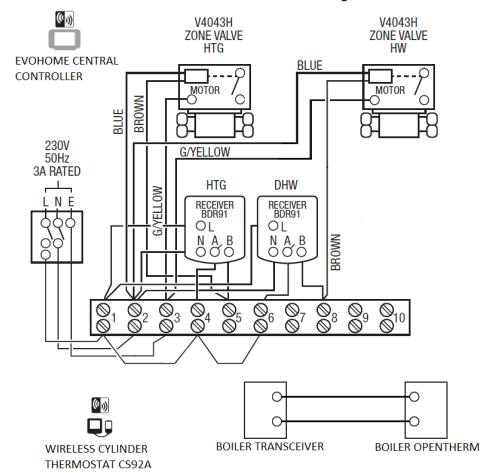 V4043H
ZONE VALVE
HTG
V4043H
ZONE VALVE
HW
EVOHOME CENTRAL
CONTROLLER
BLUE
MOTOR
MOTOR
BLUE
BROWN
G/YELLOW
230V
50Hz
3A RATED
L N E
G/YELLOW
HTG
DHW
RECEIVER
BDR91
L
N A B
RECEIVER
BDR91
L
N A B
BROWN
1 2 3 4 5 6 7 8 9 10
WIRELESS CYLINDER
THERMOSTAT CS92A
BOILER TRANSCEIVER
BOILER OPENTHERM